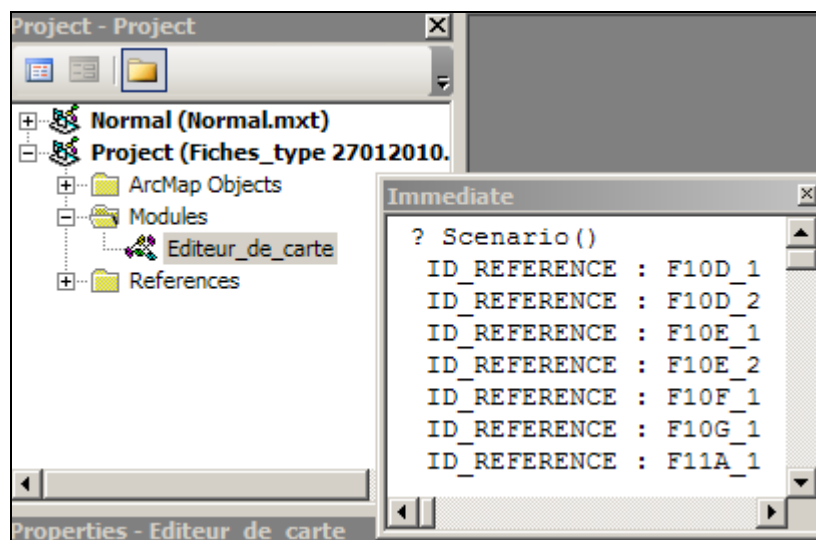 Project - Project
Normal (Normal.mxt)
Project (Fiches_type 27012010.
ArcMap Objects
Modules
Editeur_de_carte
References
Immediate
? Scenario()
ID_REFERENCE : F10D_1
ID_REFERENCE : F10D_2
ID_REFERENCE : F10E_1
ID_REFERENCE : F10E_2
ID_REFERENCE : F10F_1
ID_REFERENCE : F10G_1
ID_REFERENCE : F11A_1
Properties - Editeur_de_carte